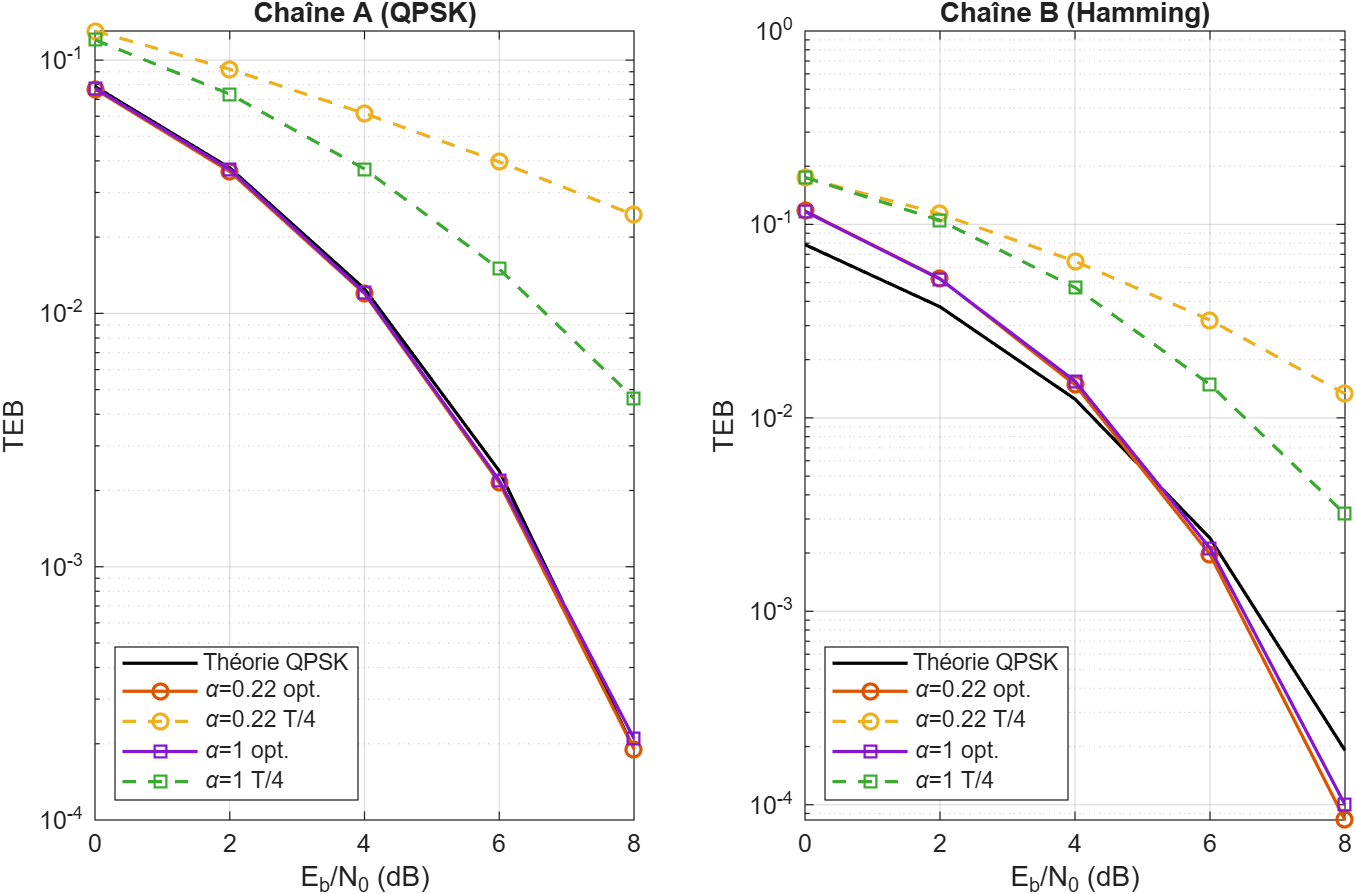 Chaîne A (QPSK)
10⁻¹
10⁻²
10⁻³
10⁻⁴
TEB
0 2 4 6 8
E_b/N_0 (dB)
Théorie QPSK
α=0.22 opt.
α=0.22 T/4
α=1 opt.
α=1 T/4
Chaîne B (Hamming)
10⁰
10⁻¹
10⁻²
10⁻³
10⁻⁴
TEB
0 2 4 6 8
E_b/N_0 (dB)
Théorie QPSK
α=0.22 opt.
α=0.22 T/4
α=1 opt.
α=1 T/4